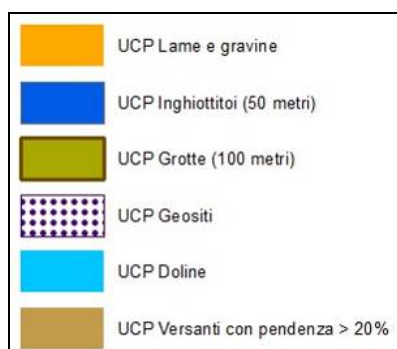 UCP Lame e gravine
UCP Inghiottitoi (50 metri)
UCP Grotte (100 metri)
UCP Geositi
UCP Doline
UCP Versanti con pendenza > 20%